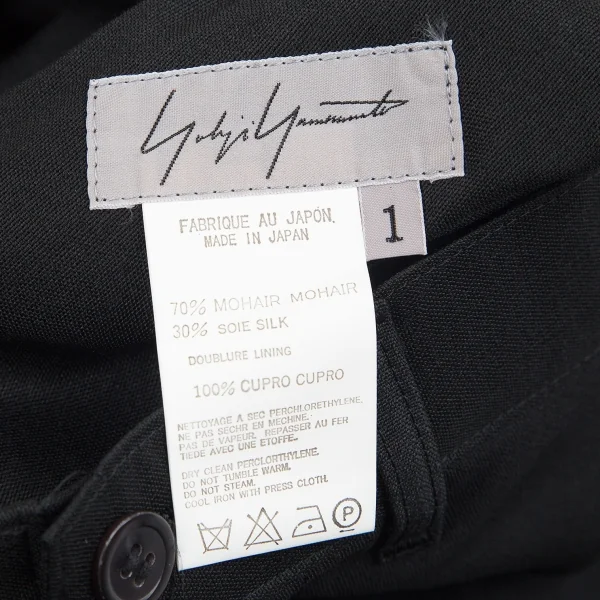 Yohji Yamamoto
1
FABRIQUE AU JAPÓN.
MADE IN JAPAN
70% MOHAIR MOHAIR
30% SOIE SILK
DOUBLURE LINING
100% CUPRO CUPRO
NETTOYAGE A SEC PERCHLORETHYLENE.
NE PAS SECHR EN MECHINE.
PAS DE VAPEUR. REPASSER AU FER
TIEDE AVEC UNE ETOFFE.
DRY CLEAN PERCLORTHYLENE.
DO NOT TUMBLE WARM.
DO NOT STEAM.
COOL IRON WITH PRESS CLOTH.
P